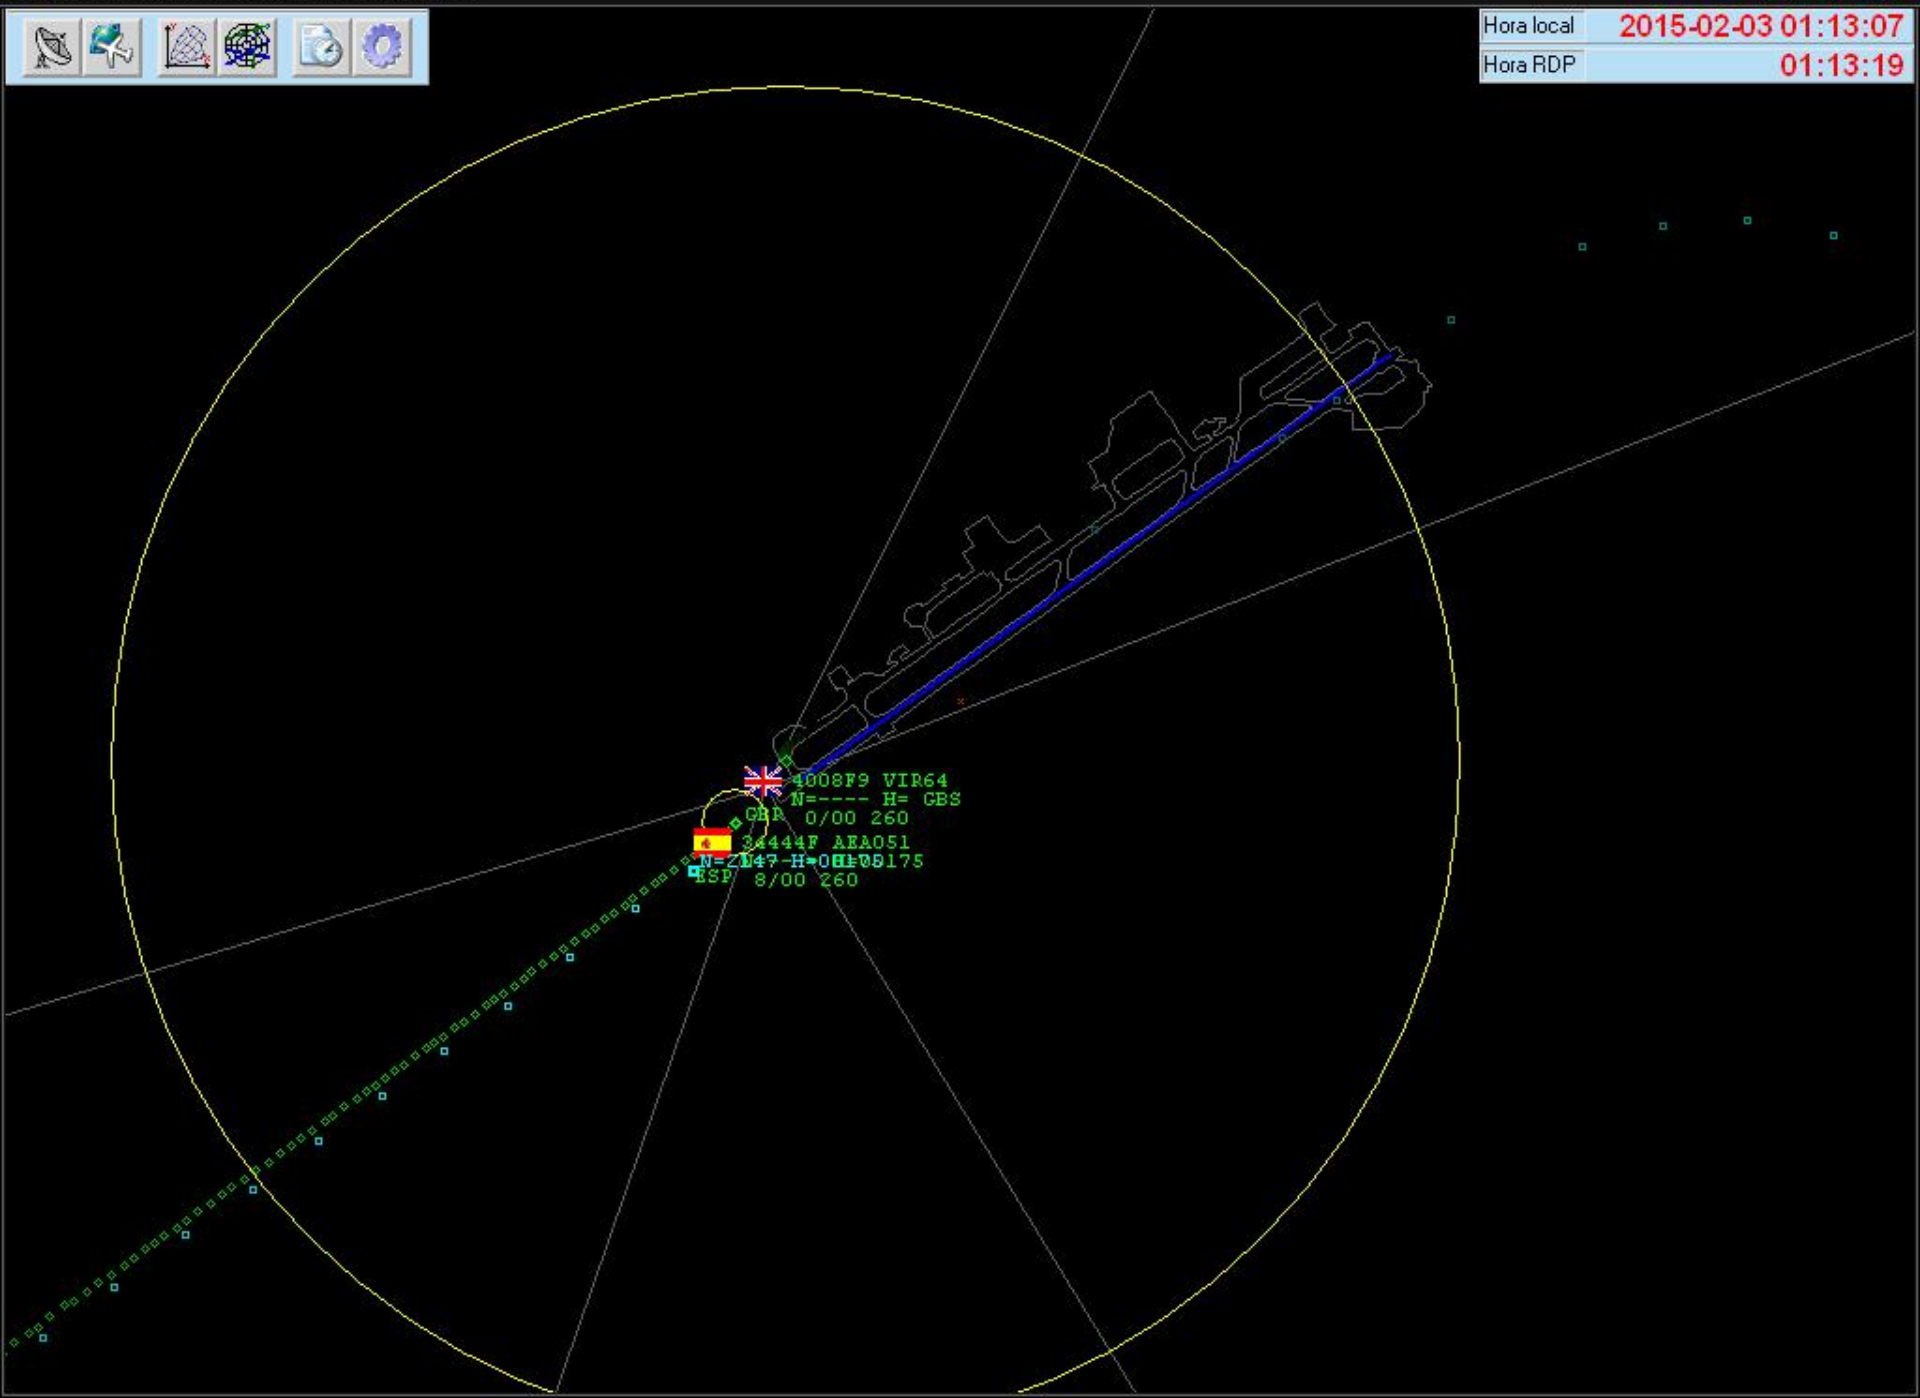 Hora local 2015-02-03 01:13:07
Hora RDP 01:13:19
4008F9 VIR64
N=---- H= GBS
GBR 0/00 260
34444F AEA051
ESP 8/00 260